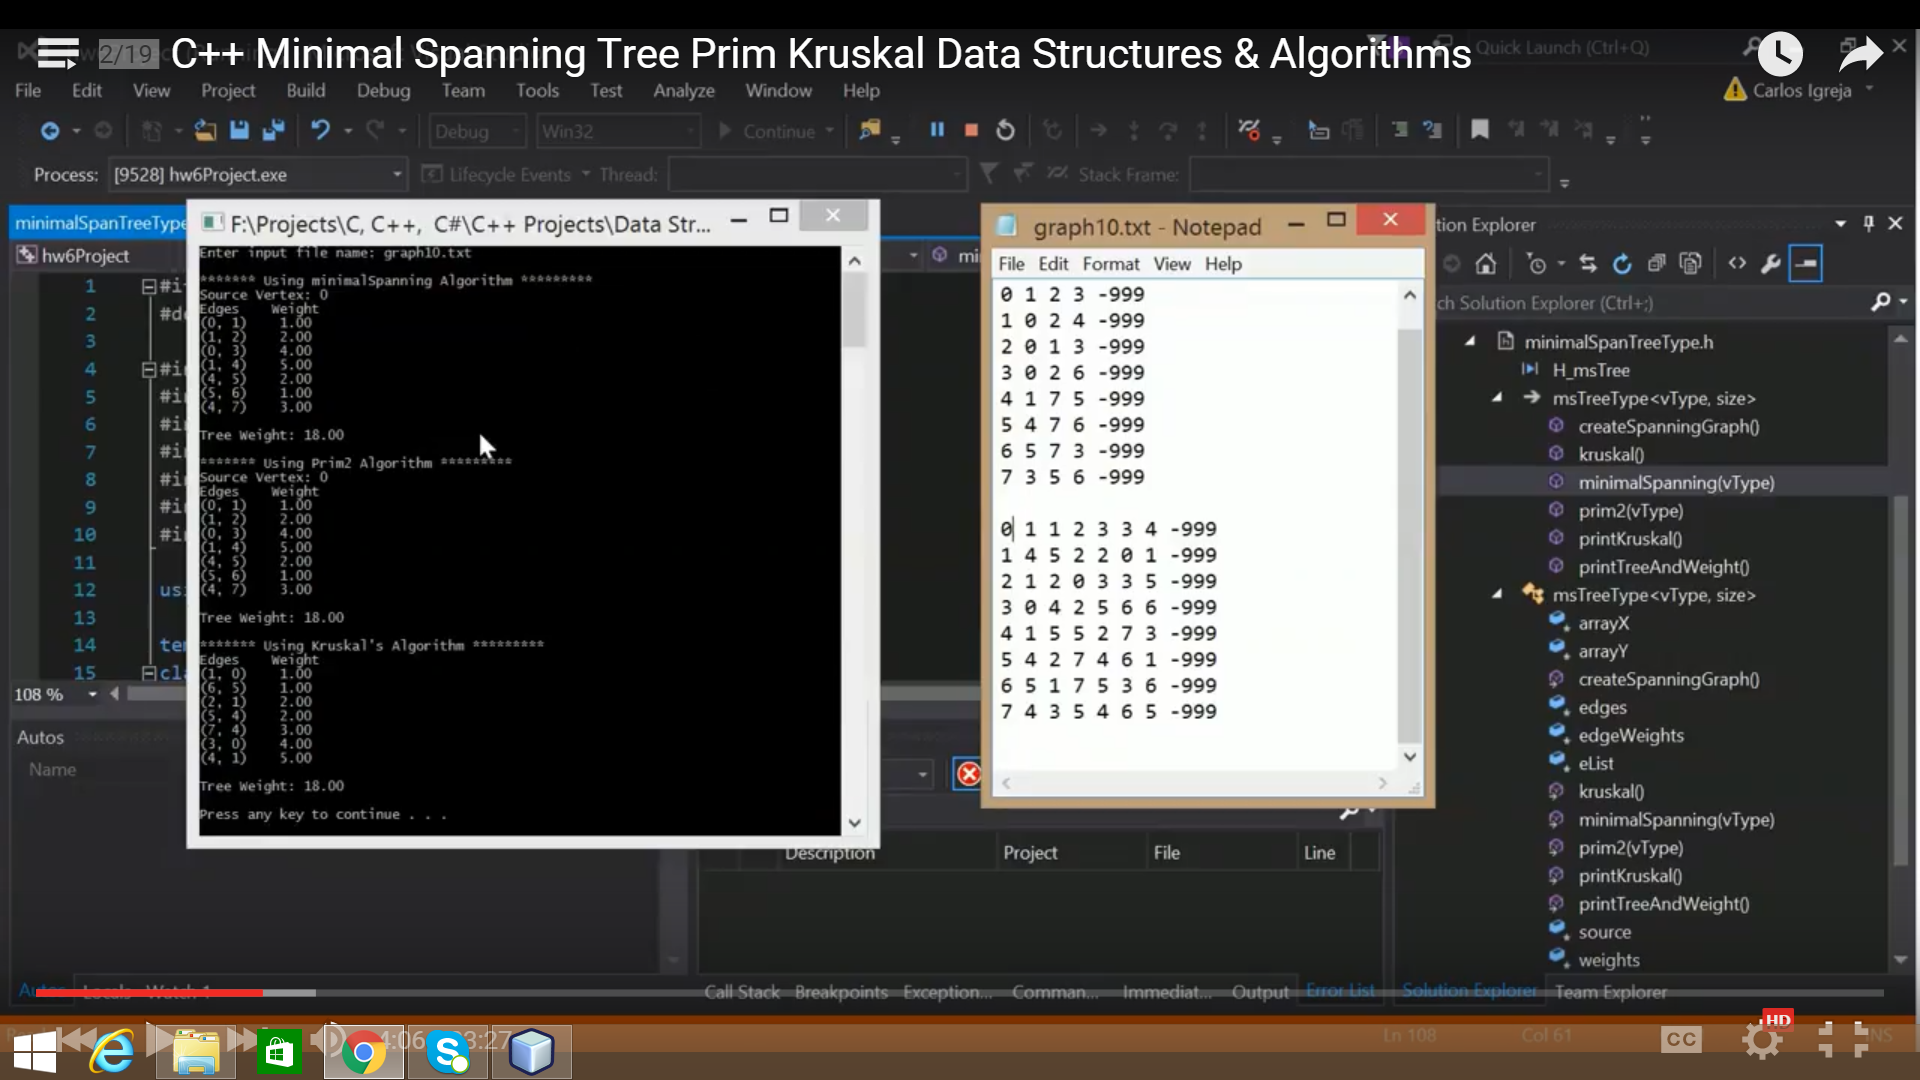 2/19 C++ Minimal Spanning Tree Prim Kruskal Data Structures & Algorithms
Quick Launch (Ctrl+Q)
File Edit View Project Build Debug Team Tools Test Analyze Window Help
Carlos Igreja
Debug Win32 Continue
Process: [9528] hw6Project.exe Lifecycle Events Thread: Stack Frame:
minimalSpanTreeType
hw6Project
1 #i
2 #de
3
4 #in
5 #in
6 #in
7 #in
8 #in
9 #in
10 #in
11
12 us
13
14 te
15 cl
108 %
Autos
Name
F:\Projects\C, C++, C#\C++ Projects\Data Str...
Enter input file name: graph10.txt
******* Using minimalSpanning Algorithm *********
Source Vertex: 0
Edges Weight
(0, 1) 1.00
(1, 2) 2.00
(0, 3) 4.00
(1, 4) 5.00
(4, 5) 2.00
(5, 6) 1.00
(4, 7) 3.00
Tree Weight: 18.00
******* Using Prim2 Algorithm *********
Source Vertex: 0
Edges Weight
(0, 1) 1.00
(1, 2) 2.00
(0, 3) 4.00
(1, 4) 5.00
(4, 5) 2.00
(5, 6) 1.00
(4, 7) 3.00
Tree Weight: 18.00
******* Using Kruskal's Algorithm *********
Edges Weight
(1, 0) 1.00
(6, 5) 1.00
(2, 1) 2.00
(5, 4) 2.00
(7, 4) 3.00
(3, 0) 4.00
(4, 1) 5.00
Tree Weight: 18.00
Press any key to continue . . .
mi
graph10.txt - Notepad
File Edit Format View Help
0 1 2 3 -999
1 0 2 4 -999
2 0 1 3 -999
3 0 2 6 -999
4 1 7 5 -999
5 4 7 6 -999
6 5 7 3 -999
7 3 5 6 -999
0 1 1 2 3 3 4 -999
1 4 5 2 2 0 1 -999
2 1 2 0 3 3 5 -999
3 0 4 2 5 6 6 -999
4 1 5 5 2 7 3 -999
5 4 2 7 4 6 1 -999
6 5 1 7 5 3 6 -999
7 4 3 5 4 6 5 -999
tion Explorer
ch Solution Explorer (Ctrl+;)
minimalSpanTreeType.h
H_msTree
msTreeType<vType, size>
createSpanningGraph()
kruskal()
minimalSpanning(vType)
prim2(vType)
printKruskal()
printTreeAndWeight()
msTreeType<vType, size>
arrayX
arrayY
createSpanningGraph()
edges
edgeWeights
eList
kruskal()
minimalSpanning(vType)
prim2(vType)
printKruskal()
printTreeAndWeight()
source
weights
Description Project File Line
Autos Locals Watch 1
Call Stack Breakpoints Exception... Comman... Immediat... Output Error List
Solution Explorer Team Explorer
Ln 108 Col 61 INS
CC HD